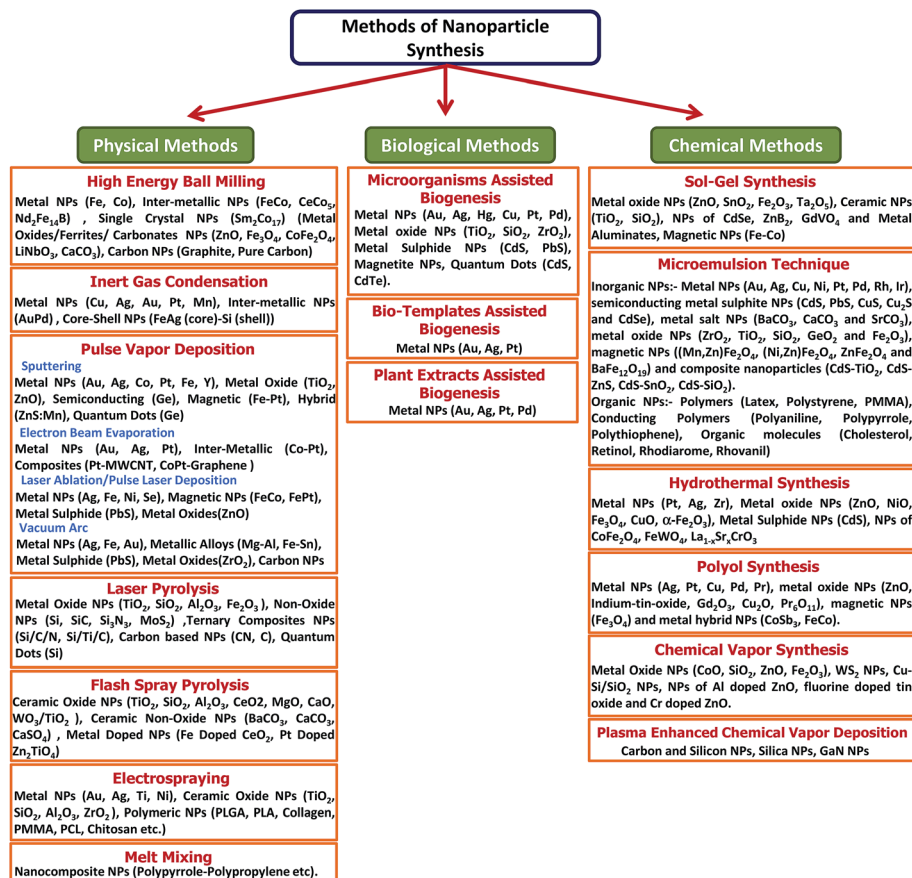 Methods of Nanoparticle
Synthesis
Physical Methods
High Energy Ball Milling
Metal NPs (Fe, Co), Inter-metallic NPs (FeCo, CeCo₅,
Nd₂Fe₁₄B) , Single Crystal NPs (Sm₂Co₁₇) (Metal
Oxides/Ferrites/ Carbonates NPs (ZnO, Fe₃O₄, CoFe₂O₄,
LiNbO₃, CaCO₃), Carbon NPs (Graphite, Pure Carbon)
Inert Gas Condensation
Metal NPs (Cu, Ag, Au, Pt, Mn), Inter-metallic NPs
(AuPd) , Core-Shell NPs (FeAg (core)-Si (shell))
Pulse Vapor Deposition
Sputtering
Metal NPs (Au, Ag, Co, Pt, Fe, Y), Metal Oxide (TiO₂,
ZnO), Semiconducting (Ge), Magnetic (Fe-Pt), Hybrid
(ZnS:Mn), Quantum Dots (Ge)
Electron Beam Evaporation
Metal NPs (Au, Ag, Pt), Inter-Metallic (Co-Pt),
Composites (Pt-MWCNT, CoPt-Graphene )
Laser Ablation/Pulse Laser Deposition
Metal NPs (Ag, Fe, Ni, Se), Magnetic NPs (FeCo, FePt),
Metal Sulphide (PbS), Metal Oxides(ZnO)
Vacuum Arc
Metal NPs (Ag, Fe, Au), Metallic Alloys (Mg-Al, Fe-Sn),
Metal Sulphide (PbS), Metal Oxides(ZrO₂), Carbon NPs
Laser Pyrolysis
Metal Oxide NPs (TiO₂, SiO₂, Al₂O₃, Fe₂O₃ ), Non-Oxide
NPs (Si, SiC, Si₃N₃, MoS₂) ,Ternary Composites NPs
(Si/C/N, Si/Ti/C), Carbon based NPs (CN, C), Quantum
Dots (Si)
Flash Spray Pyrolysis
Ceramic Oxide NPs (TiO₂, SiO₂, Al₂O₃, CeO2, MgO, CaO,
WO₃/TiO₂ ), Ceramic Non-Oxide NPs (BaCO₃, CaCO₃,
CaSO₄) , Metal Doped NPs (Fe Doped CeO₂, Pt Doped
Zn₂TiO₄)
Electrospraying
Metal NPs (Au, Ag, Ti, Ni), Ceramic Oxide NPs (TiO₂,
SiO₂, Al₂O₃, ZrO₂ ), Polymeric NPs (PLGA, PLA, Collagen,
PMMA, PCL, Chitosan etc.)
Melt Mixing
Nanocomposite NPs (Polypyrrole-Polypropylene etc).
Biological Methods
Microorganisms Assisted
Biogenesis
Metal NPs (Au, Ag, Hg, Cu, Pt, Pd),
Metal oxide NPs (TiO₂, SiO₂, ZrO₂),
Metal Sulphide NPs (CdS, PbS),
Magnetite NPs, Quantum Dots (CdS,
CdTe).
Bio-Templates Assisted
Biogenesis
Metal NPs (Au, Ag, Pt)
Plant Extracts Assisted
Biogenesis
Metal NPs (Au, Ag, Pt, Pd)
Chemical Methods
Sol-Gel Synthesis
Metal oxide NPs (ZnO, SnO₂, Fe₂O₃, Ta₂O₅), Ceramic NPs
(TiO₂, SiO₂), NPs of CdSe, ZnB₂, GdVO₄ and Metal
Aluminates, Magnetic NPs (Fe-Co)
Microemulsion Technique
Inorganic NPs:- Metal NPs (Au, Ag, Cu, Ni, Pt, Pd, Rh, Ir),
semiconducting metal sulphite NPs (CdS, PbS, CuS, Cu₂S
and CdSe), metal salt NPs (BaCO₃, CaCO₃ and SrCO₃),
metal oxide NPs (ZrO₂, TiO₂, SiO₂, GeO₂ and Fe₂O₃),
magnetic NPs ((Mn,Zn)Fe₂O₄, (Ni,Zn)Fe₂O₄, ZnFe₂O₄ and
BaFe₁₂O₁₉) and composite nanoparticles (CdS-TiO₂, CdS-
ZnS, CdS-SnO₂, CdS-SiO₂).
Organic NPs:- Polymers (Latex, Polystyrene, PMMA),
Conducting Polymers (Polyaniline, Polypyrrole,
Polythiophene), Organic molecules (Cholesterol,
Retinol, Rhodiarome, Rhovanil)
Hydrothermal Synthesis
Metal NPs (Pt, Ag, Zr), Metal oxide NPs (ZnO, NiO,
Fe₃O₄, CuO, α-Fe₂O₃), Metal Sulphide NPs (CdS), NPs of
CoFe₂O₄, FeWO₄, La₁₋ₓSrₓCrO₃
Polyol Synthesis
Metal NPs (Ag, Pt, Cu, Pd, Pr), metal oxide NPs (ZnO,
Indium-tin-oxide, Gd₂O₃, Cu₂O, Pr₆O₁₁), magnetic NPs
(Fe₃O₄) and metal hybrid NPs (CoSb₃, FeCo).
Chemical Vapor Synthesis
Metal Oxide NPs (CoO, SiO₂, ZnO, Fe₂O₃), WS₂ NPs, Cu-
Si/SiO₂ NPs, NPs of Al doped ZnO, fluorine doped tin
oxide and Cr doped ZnO.
Plasma Enhanced Chemical Vapor Deposition
Carbon and Silicon NPs, Silica NPs, GaN NPs